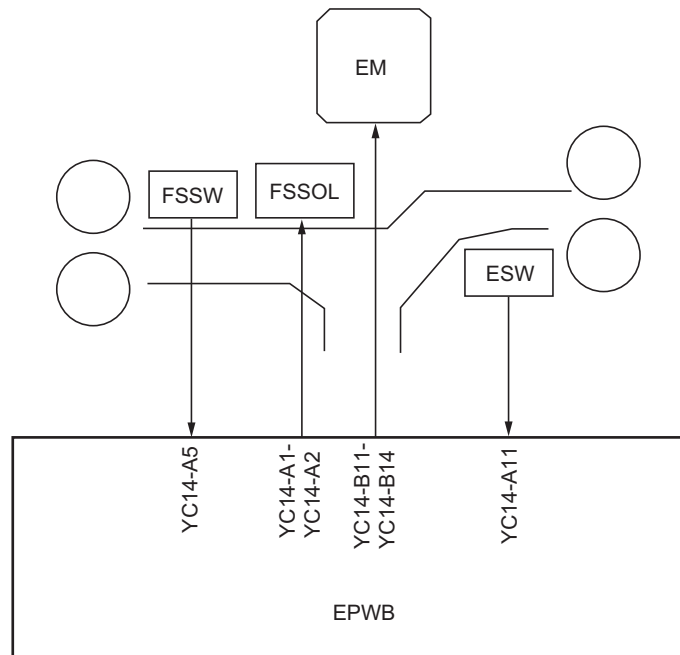 EM
FSSW
FSSOL
ESW
YC14-A5
YC14-A1-
YC14-A2
YC14-B11-
YC14-B14
YC14-A11
EPWB